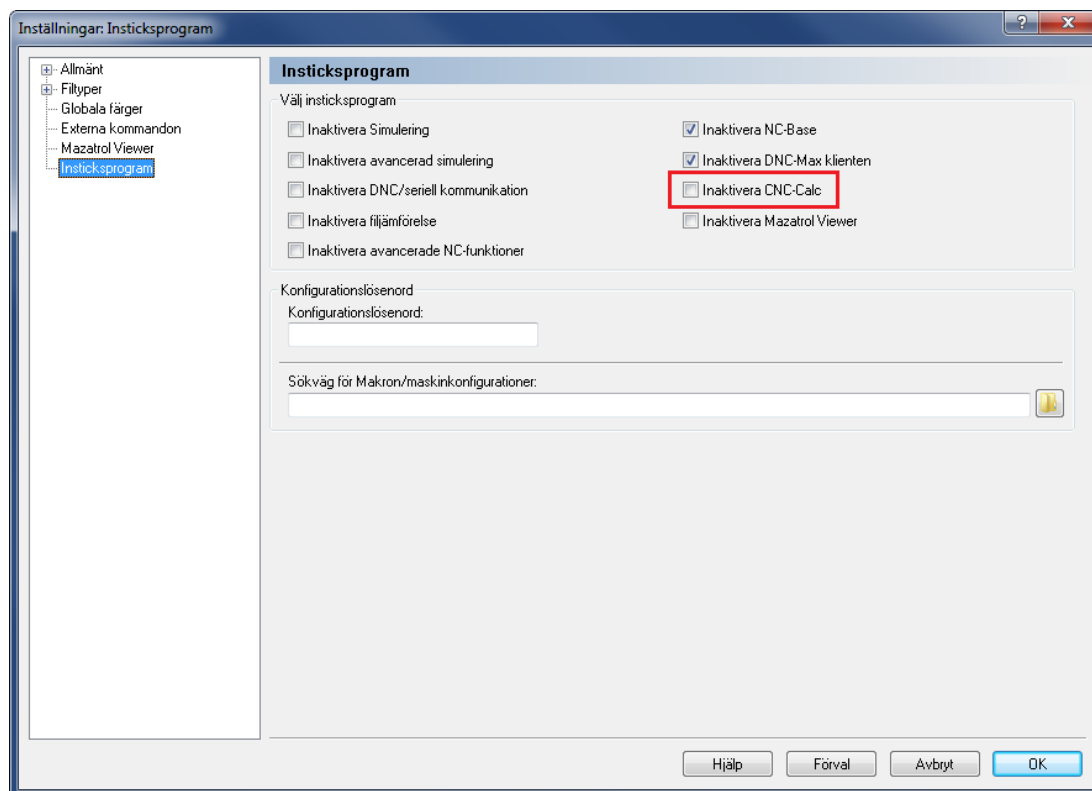 Inställningar: Insticksprogram
Allmänt
Filtyper
Globala färger
Externa kommandon
Mazatrol Viewer
Insticksprogram
Insticksprogram
Välj insticksprogram
Inaktivera Simulering
Inaktivera avancerad simulering
Inaktivera DNC/seriell kommunikation
Inaktivera filjämförelse
Inaktivera avancerade NC-funktioner
Inaktivera NC-Base
Inaktivera DNC-Max klienten
Inaktivera CNC-Calc
Inaktivera Mazatrol Viewer
Konfigurationslösenord
Konfigurationslösenord:
Sökväg för Makron/maskinkonfigurationer:
Hjälp Förval Avbryt OK